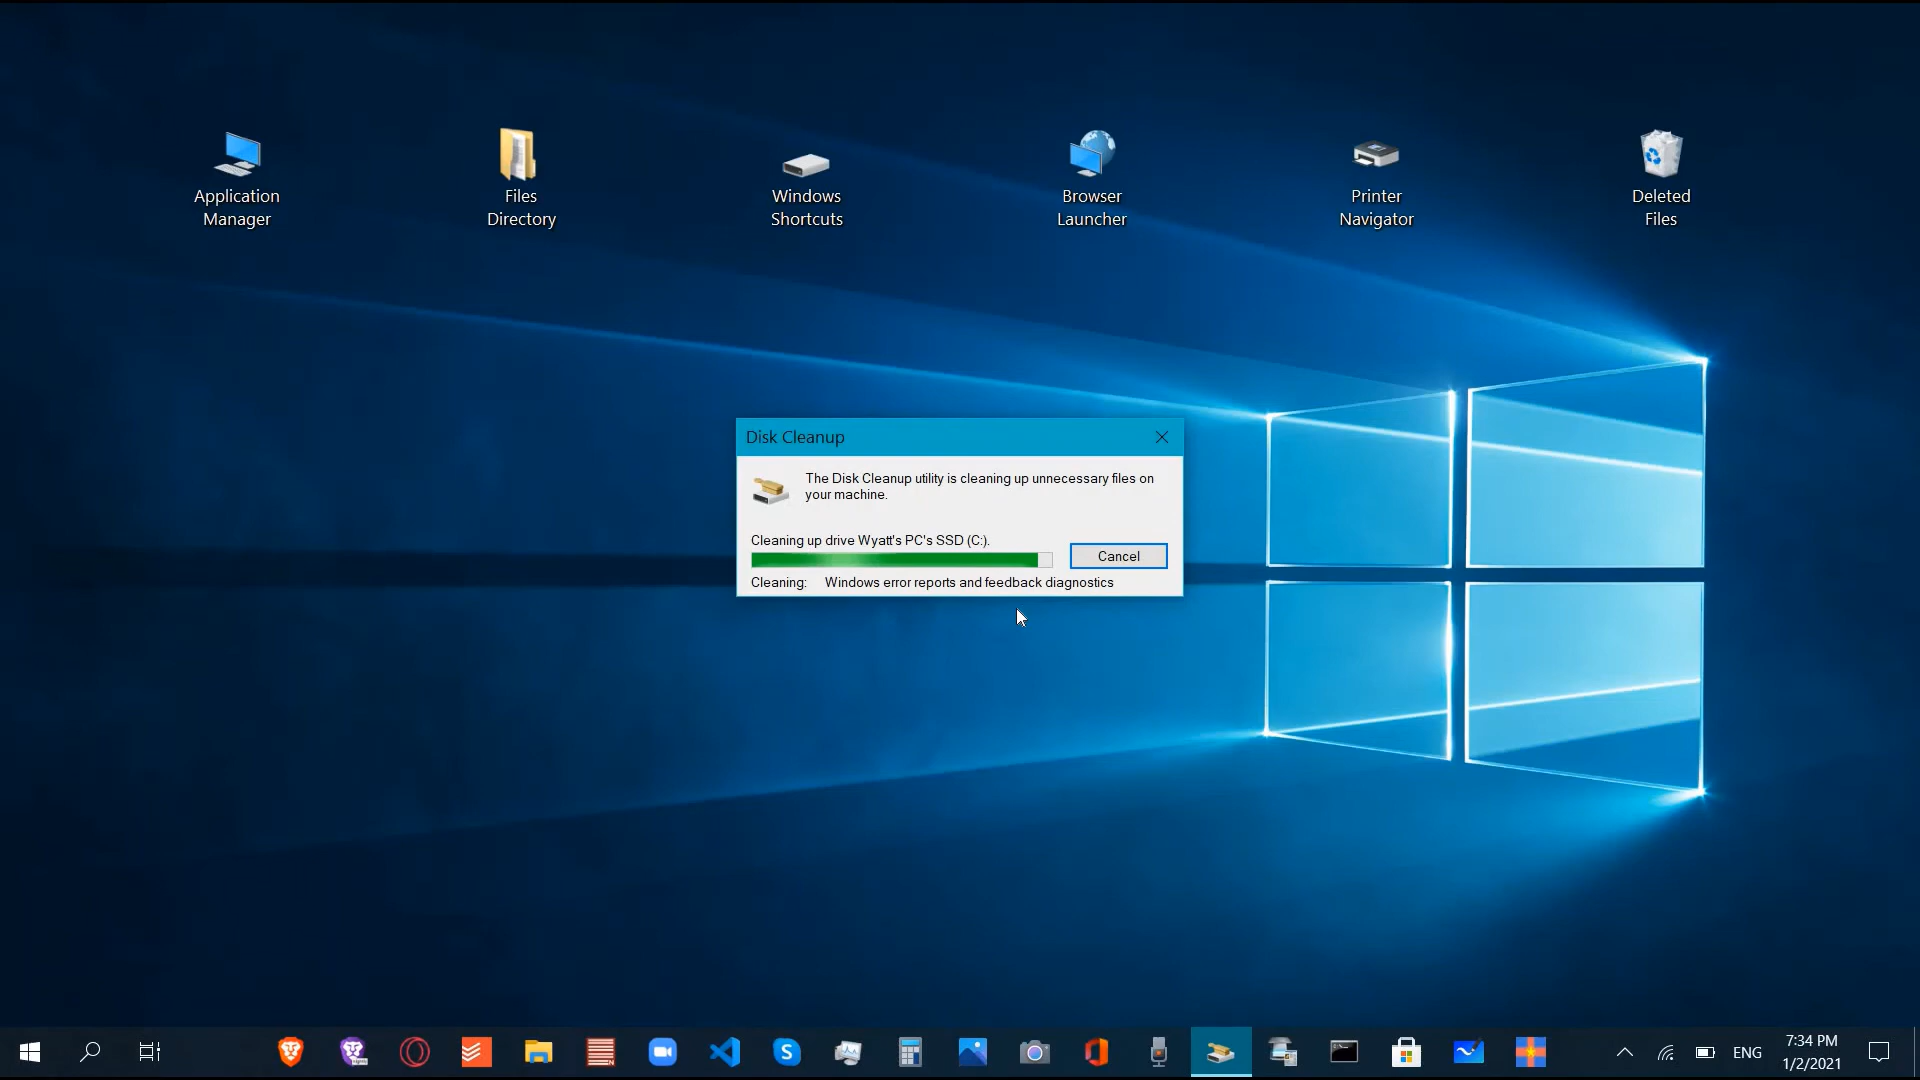 Application
Manager
Files
Directory
Windows
Shortcuts
Browser
Launcher
Printer
Navigator
Deleted
Files
Disk Cleanup
The Disk Cleanup utility is cleaning up unnecessary files on
your machine.
Cleaning up drive Wyatt's PC's SSD (C:).
Cancel
Cleaning: Windows error reports and feedback diagnostics
ENG
7:34 PM
1/2/2021